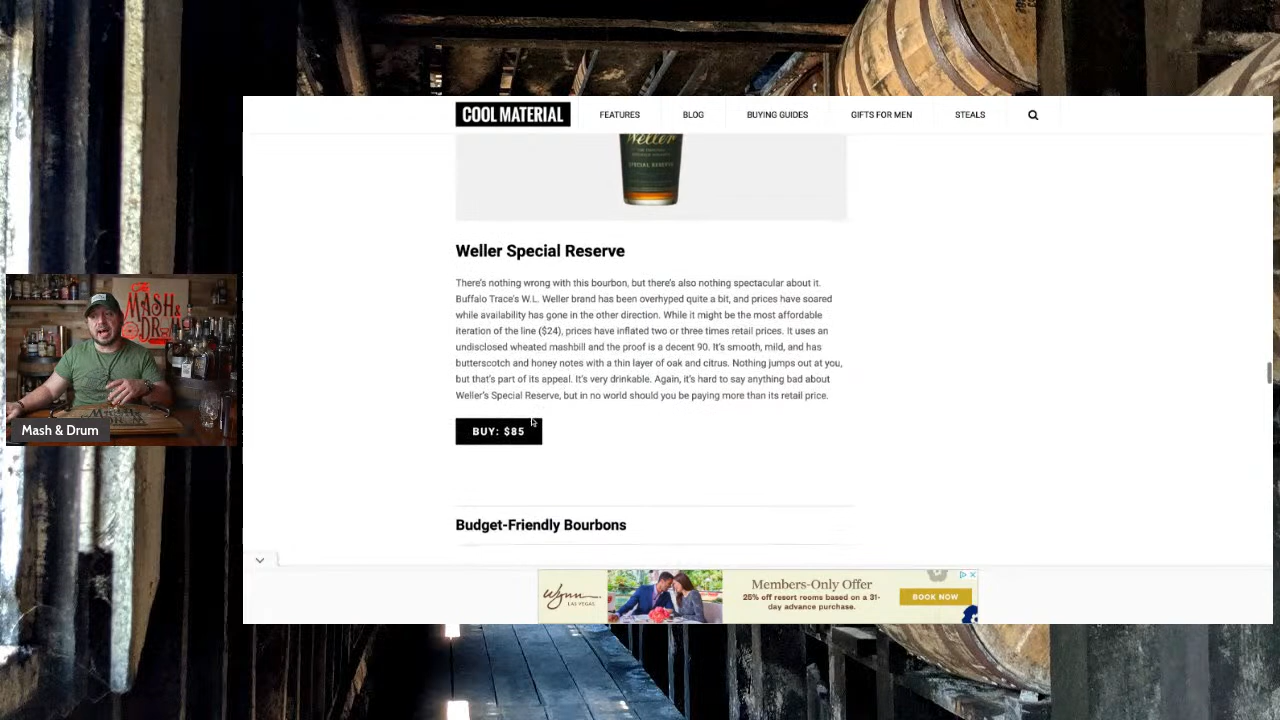 COOL MATERIAL
FEATURES
BLOG
BUYING GUIDES
GIFTS FOR MEN
STEALS
Weller
SPECIAL RESERVE
Weller Special Reserve
There's nothing wrong with this bourbon, but there's also nothing spectacular about it.
Buffalo Trace's W.L. Weller brand has been overhyped quite a bit, and prices have soared
while availability has gone in the other direction. While it might be the most affordable
iteration of the line ($24), prices have inflated two or three times retail prices. It uses an
undisclosed wheated mashbill and the proof is a decent 90. It's smooth, mild, and has
butterscotch and honey notes with a thin layer of oak and citrus. Nothing jumps out at you,
but that's part of its appeal. It's very drinkable. Again, it's hard to say anything bad about
Weller's Special Reserve, but in no world should you be paying more than its retail price.
BUY: $85
Budget-Friendly Bourbons
MASH &
DRUM
Mash & Drum
Wynn
LAS VEGAS
Members-Only Offer
25% off resort rooms based on a 31-
day advance purchase.
BOOK NOW